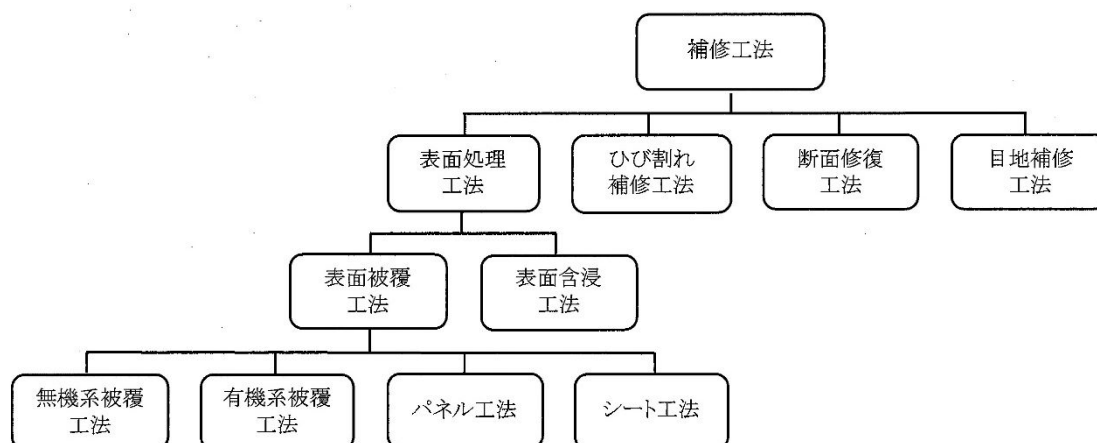 補修工法
表面処理
工法
ひび割れ
補修工法
断面修復
工法
目地補修
工法
表面被覆
工法
表面含浸
工法
無機系被覆
工法
有機系被覆
工法
パネル工法
シート工法